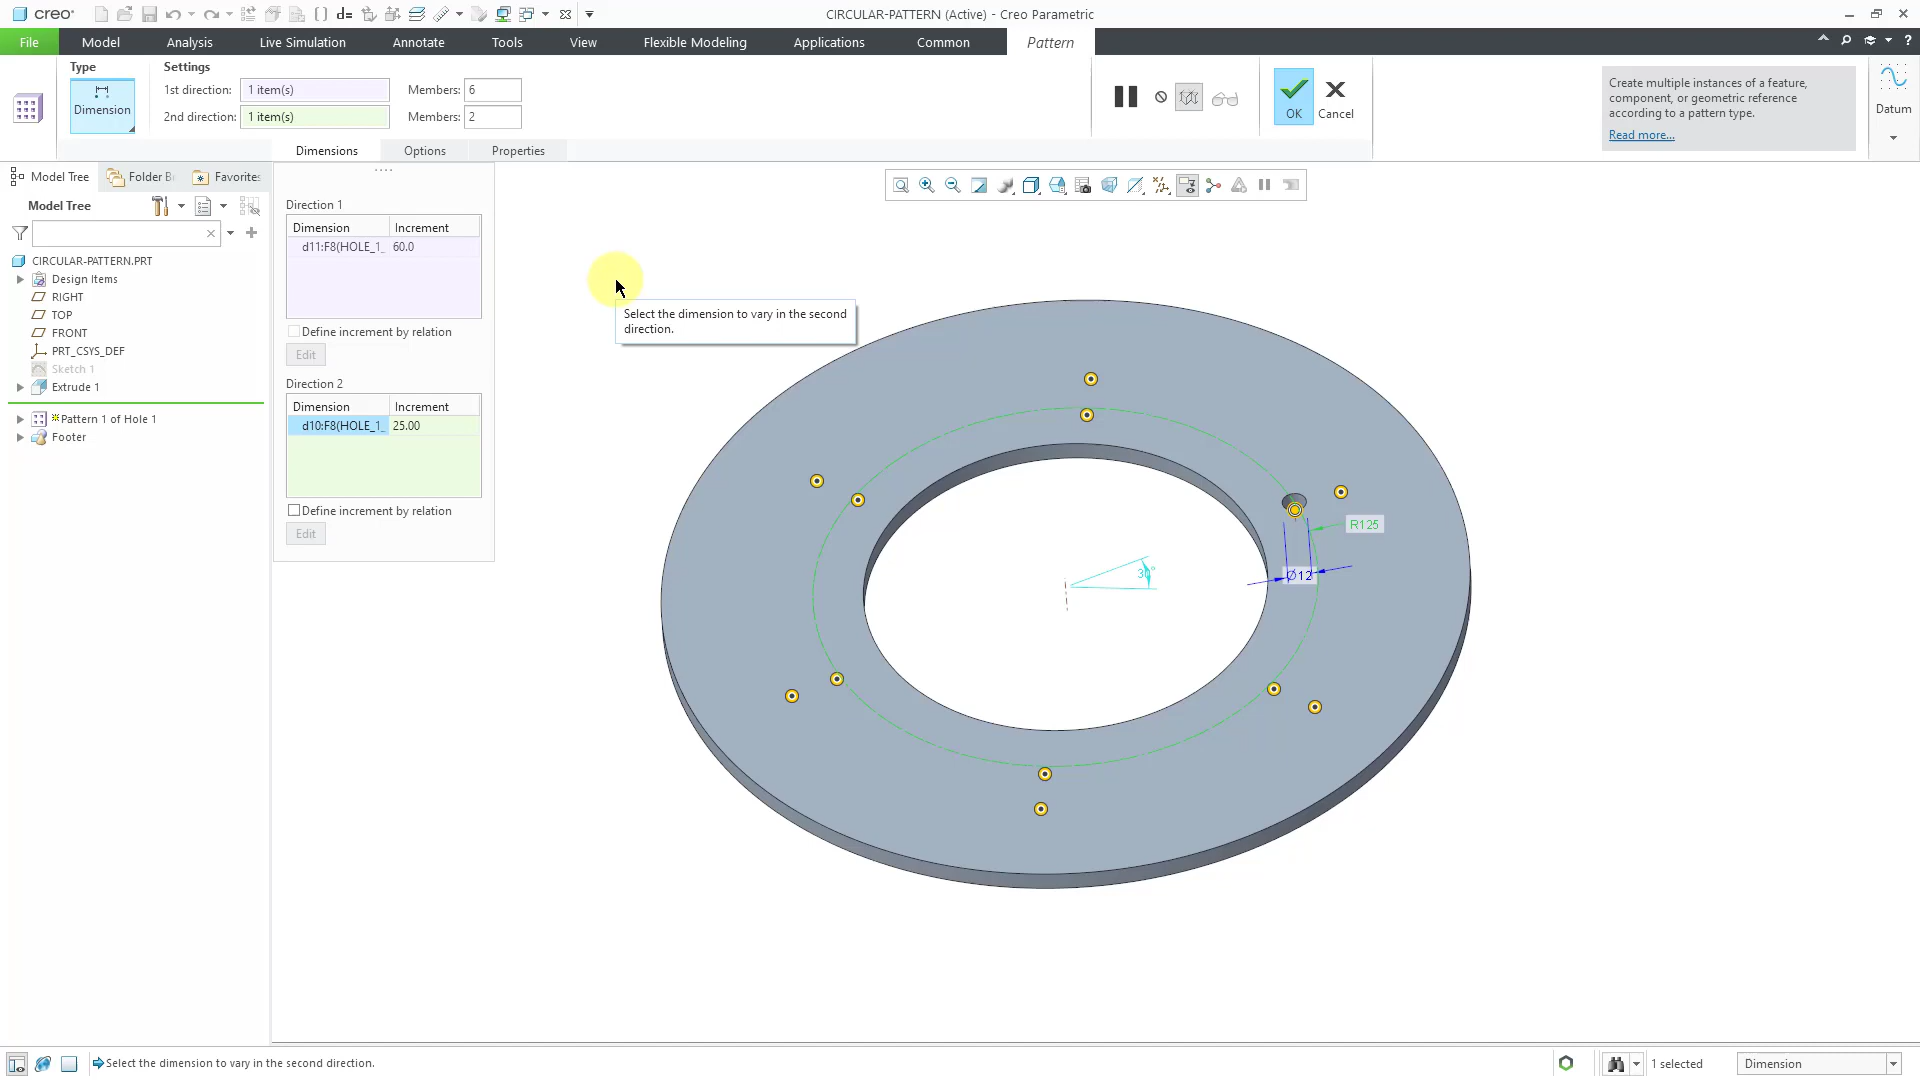 creo
CIRCULAR-PATTERN (Active) - Creo Parametric
File
Model
Analysis
Live Simulation
Annotate
Tools
View
Flexible Modeling
Applications
Common
Pattern
Type
Dimension
Settings
1st direction:
1 item(s)
Members:
6
2nd direction:
1 item(s)
Members:
2
OK
Cancel
Create multiple instances of a feature,
component, or geometric reference
according to a pattern type.
Read more...
Datum
Dimensions
Options
Properties
Model Tree
Folder B
Favorites
Model Tree
CIRCULAR-PATTERN.PRT
Design Items
RIGHT
TOP
FRONT
PRT_CSYS_DEF
Sketch 1
Extrude 1
Pattern 1 of Hole 1
Footer
Direction 1
Dimension Increment
d11:F8(HOLE_1_ 60.0
Define increment by relation
Edit
Direction 2
Dimension Increment
d10:F8(HOLE_1_ 25.00
Define increment by relation
Edit
Select the dimension to vary in the second
direction.
R125
Ø12
30°
Select the dimension to vary in the second direction.
1 selected
Dimension